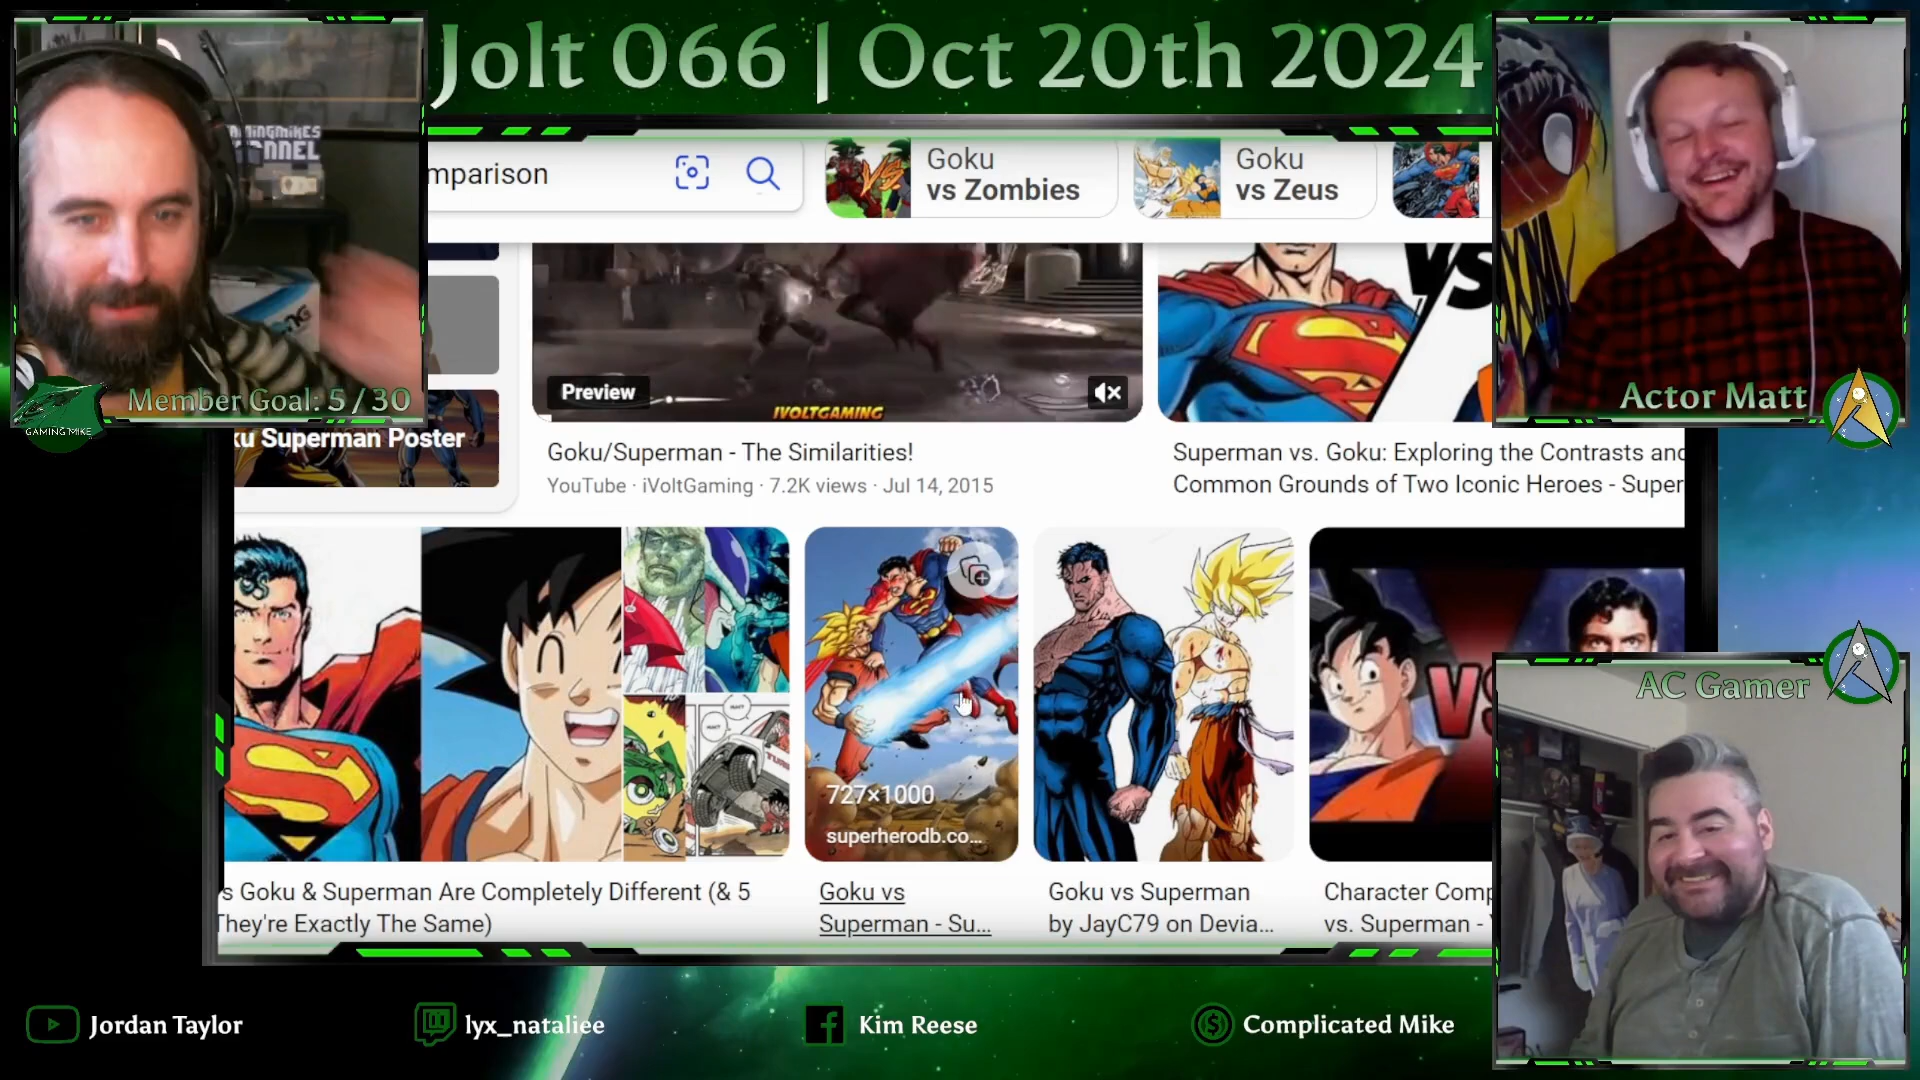 Jolt 066 | Oct 20th 2024
NNEL
Member Goal: 5 / 30
GAMING MIKE
mparison
Goku
vs Zombies
Goku
vs Zeus
Actor Matt
Preview
IVOLTGAMING
VS
ku Superman Poster
Goku/Superman - The Similarities!
YouTube · iVoltGaming · 7.2K views · Jul 14, 2015
Superman vs. Goku: Exploring the Contrasts and
Common Grounds of Two Iconic Heroes - Super
727×1000
superherodb.co...
VS
AC Gamer
s Goku & Superman Are Completely Different (& 5
They're Exactly The Same)
Goku vs
Superman - Su...
Goku vs Superman
by JayC79 on Devia...
Character Comp
vs. Superman -
Jordan Taylor
lyx_nataliee
Kim Reese
Complicated Mike